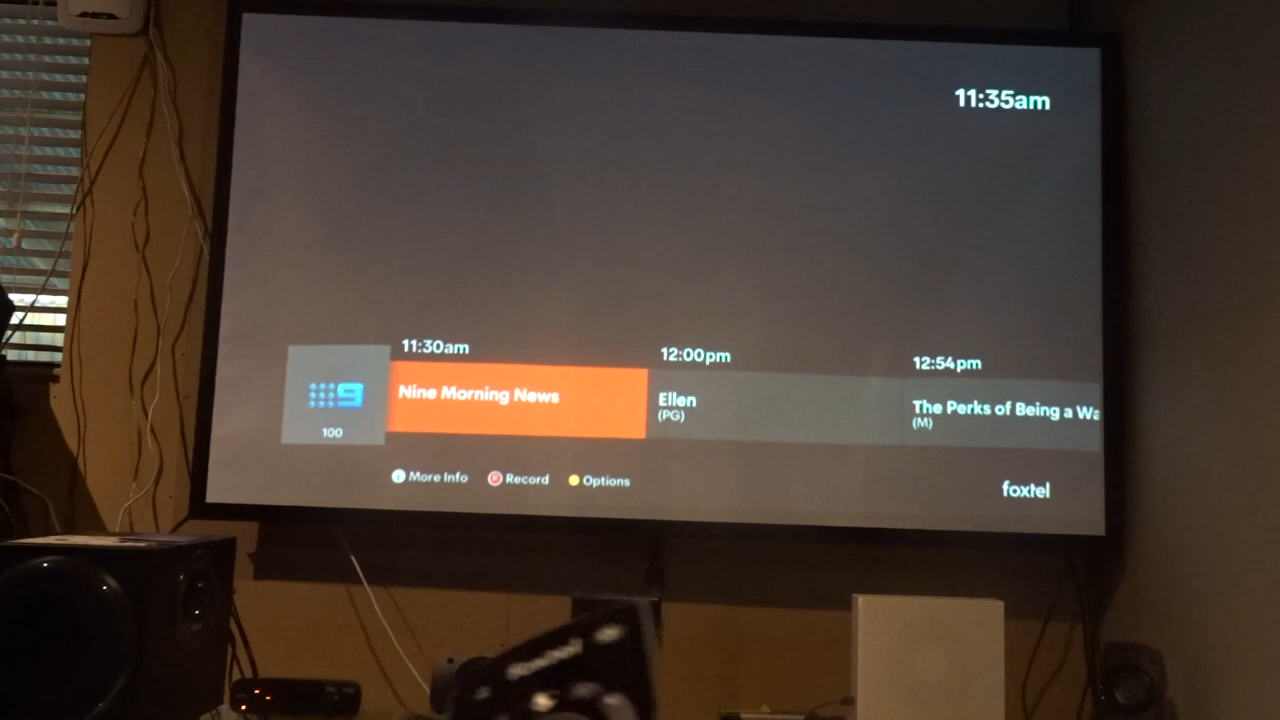 11:35am
11:30am
12:00pm
12:54pm
9
Nine Morning News
Ellen
(PG)
The Perks of Being a Wa
(M)
100
More Info
R Record
Options
foxtel